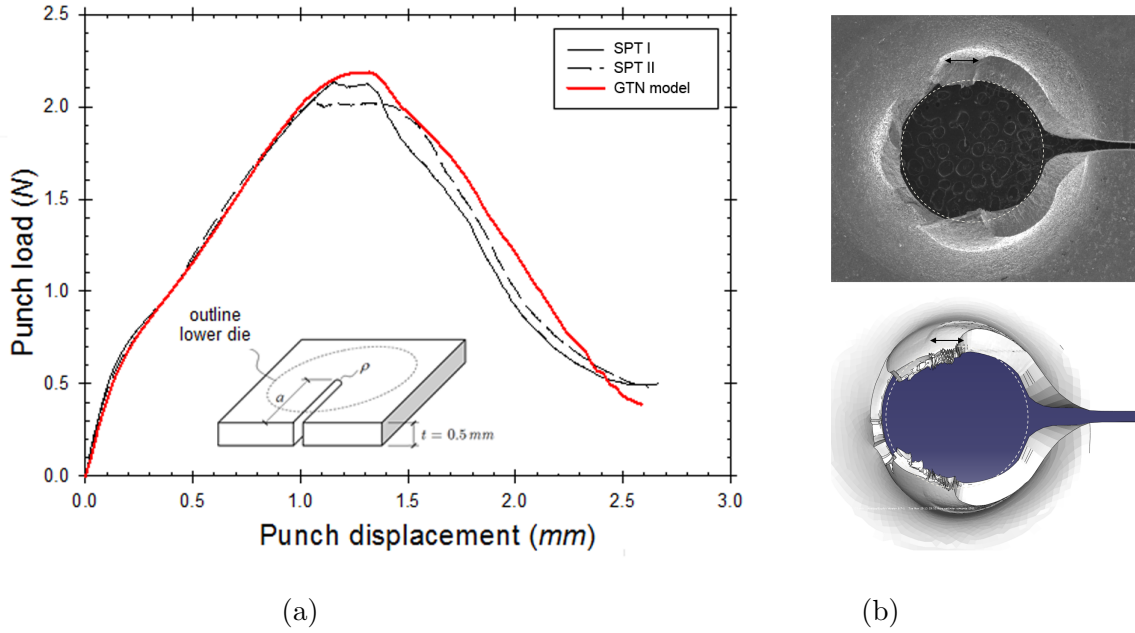 2.5
2.0
1.5
1.0
0.5
0.0
Punch load (N)
SPT I
SPT II
GTN model
outline
lower die
a
ρ
t = 0.5 mm
0.0 0.5 1.0 1.5 2.0 2.5 3.0
Punch displacement (mm)
(a)
(b)